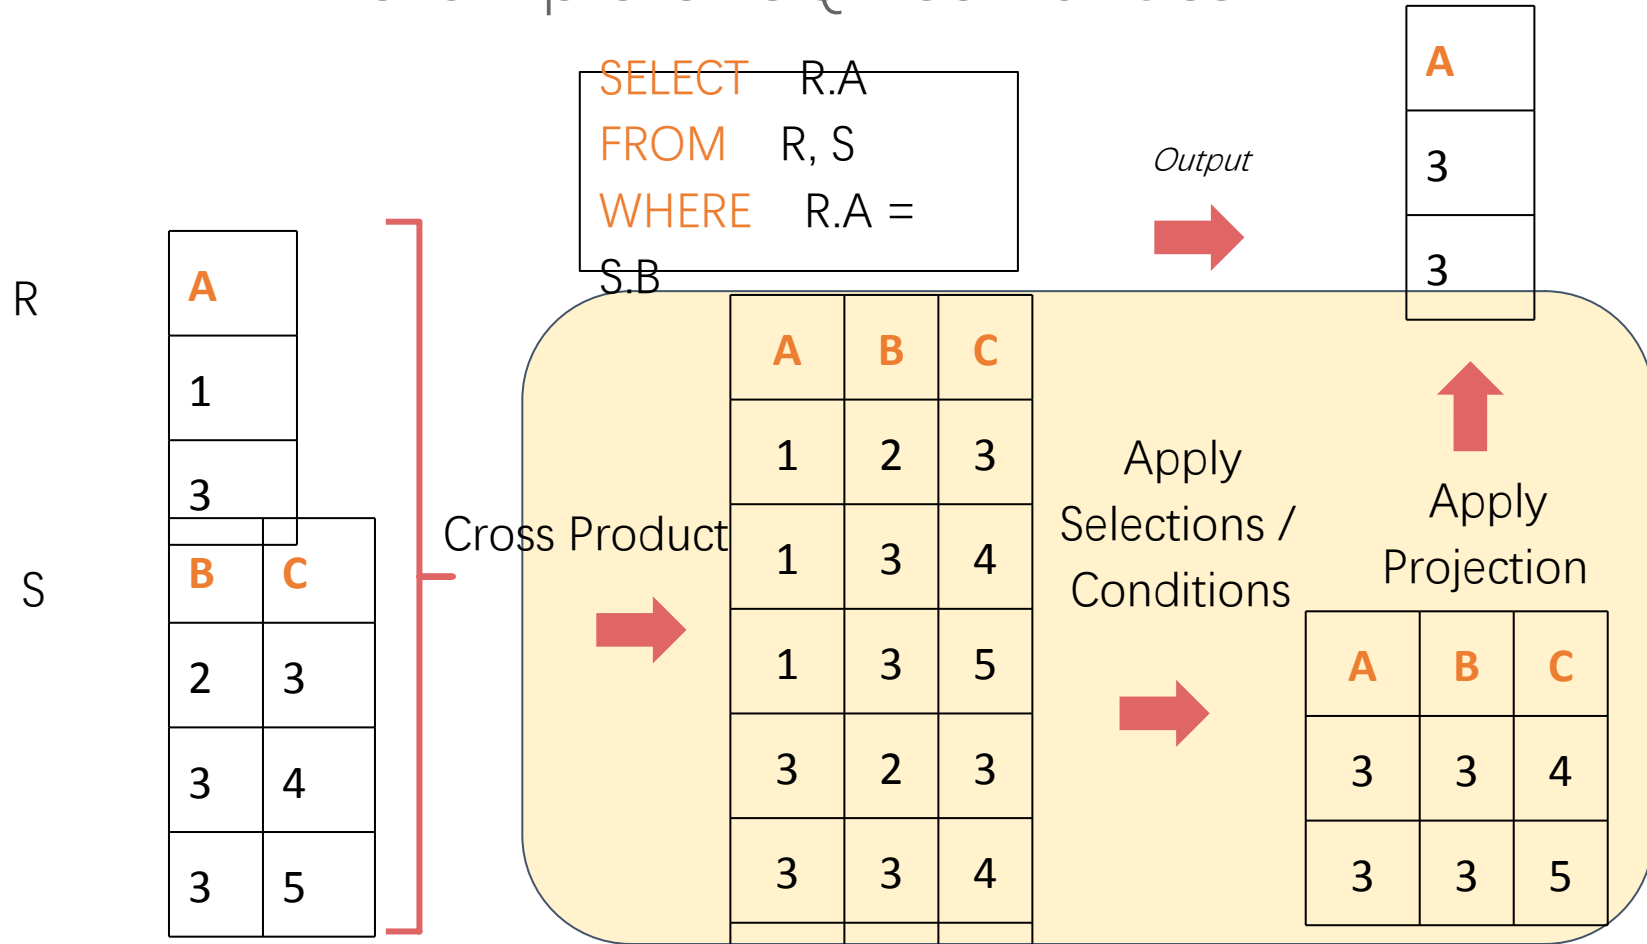 SELECT R.A
FROM R, S
WHERE R.A =
S.B
Output
A
3
3
R
A
1
3
S
B C
2 3
3 4
3 5
Cross Product
A B C
1 2 3
1 3 4
1 3 5
3 2 3
3 3 4
Apply
Selections /
Conditions
Apply
Projection
A B C
3 3 4
3 3 5